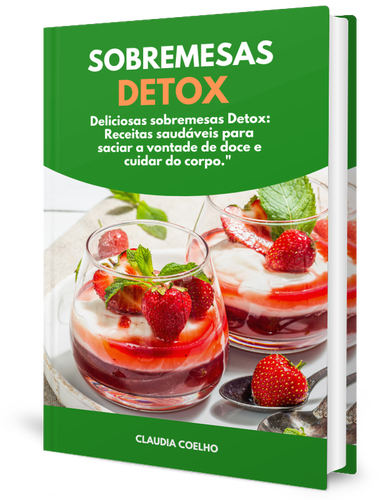 SOBREMESAS
DETOX
Deliciosas sobremesas Detox:
Receitas saudáveis para
saciar a vontade de doce e
cuidar do corpo."
CLAUDIA COELHO